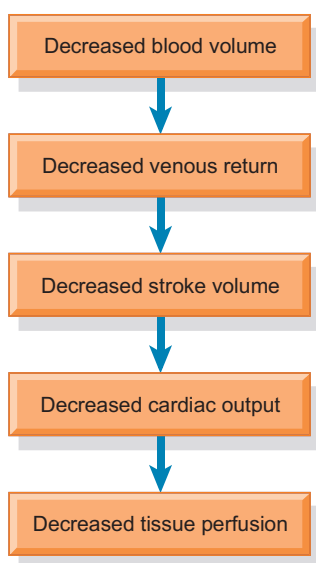 Decreased blood volume
Decreased venous return
Decreased stroke volume
Decreased cardiac output
Decreased tissue perfusion